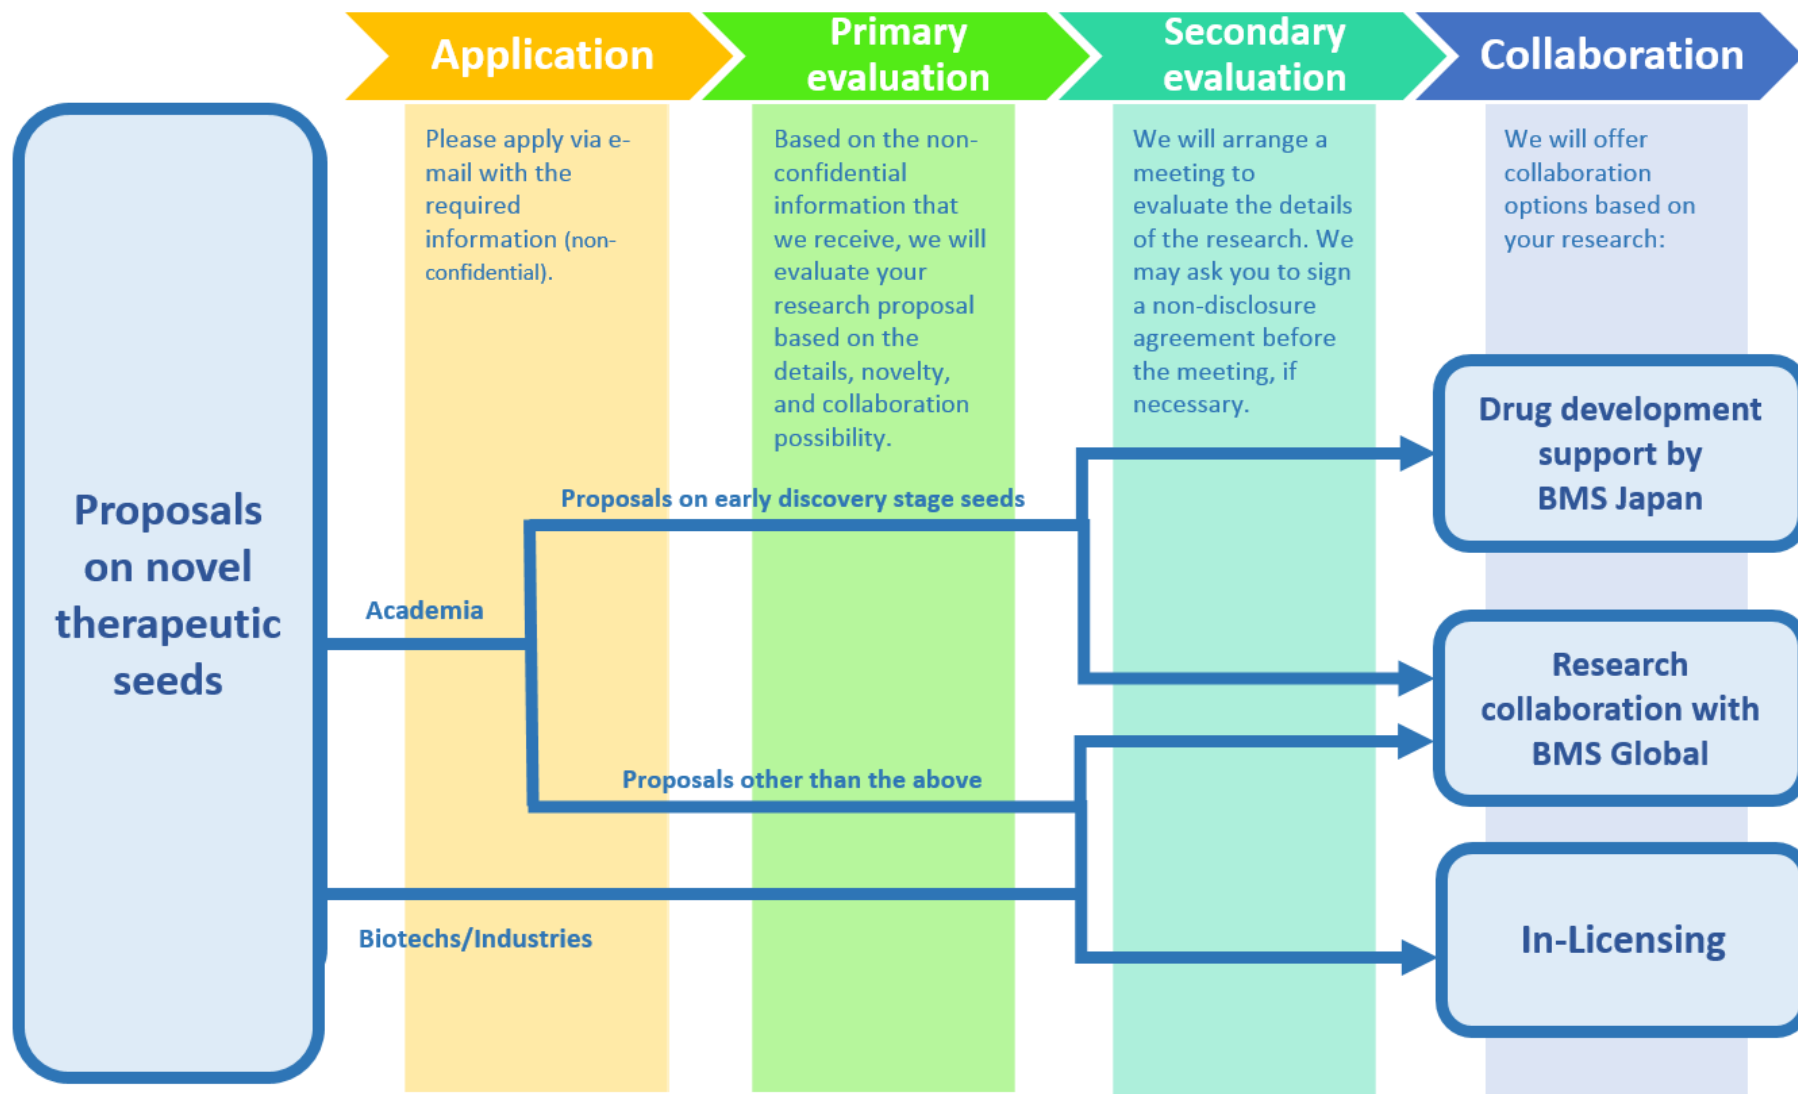 Application
Primary
evaluation
Secondary
evaluation
Collaboration
Please apply via e-
mail with the
required
information (non-
confidential).
Based on the non-
confidential
information that
we receive, we will
evaluate your
research proposal
based on the
details, novelty,
and collaboration
possibility.
We will arrange a
meeting to
evaluate the details
of the research. We
may ask you to sign
a non-disclosure
agreement before
the meeting, if
necessary.
We will offer
collaboration
options based on
your research:
Proposals
on novel
therapeutic
seeds
Academia
Proposals on early discovery stage seeds
Proposals other than the above
Biotechs/Industries
Drug development
support by
BMS Japan
Research
collaboration with
BMS Global
In-Licensing